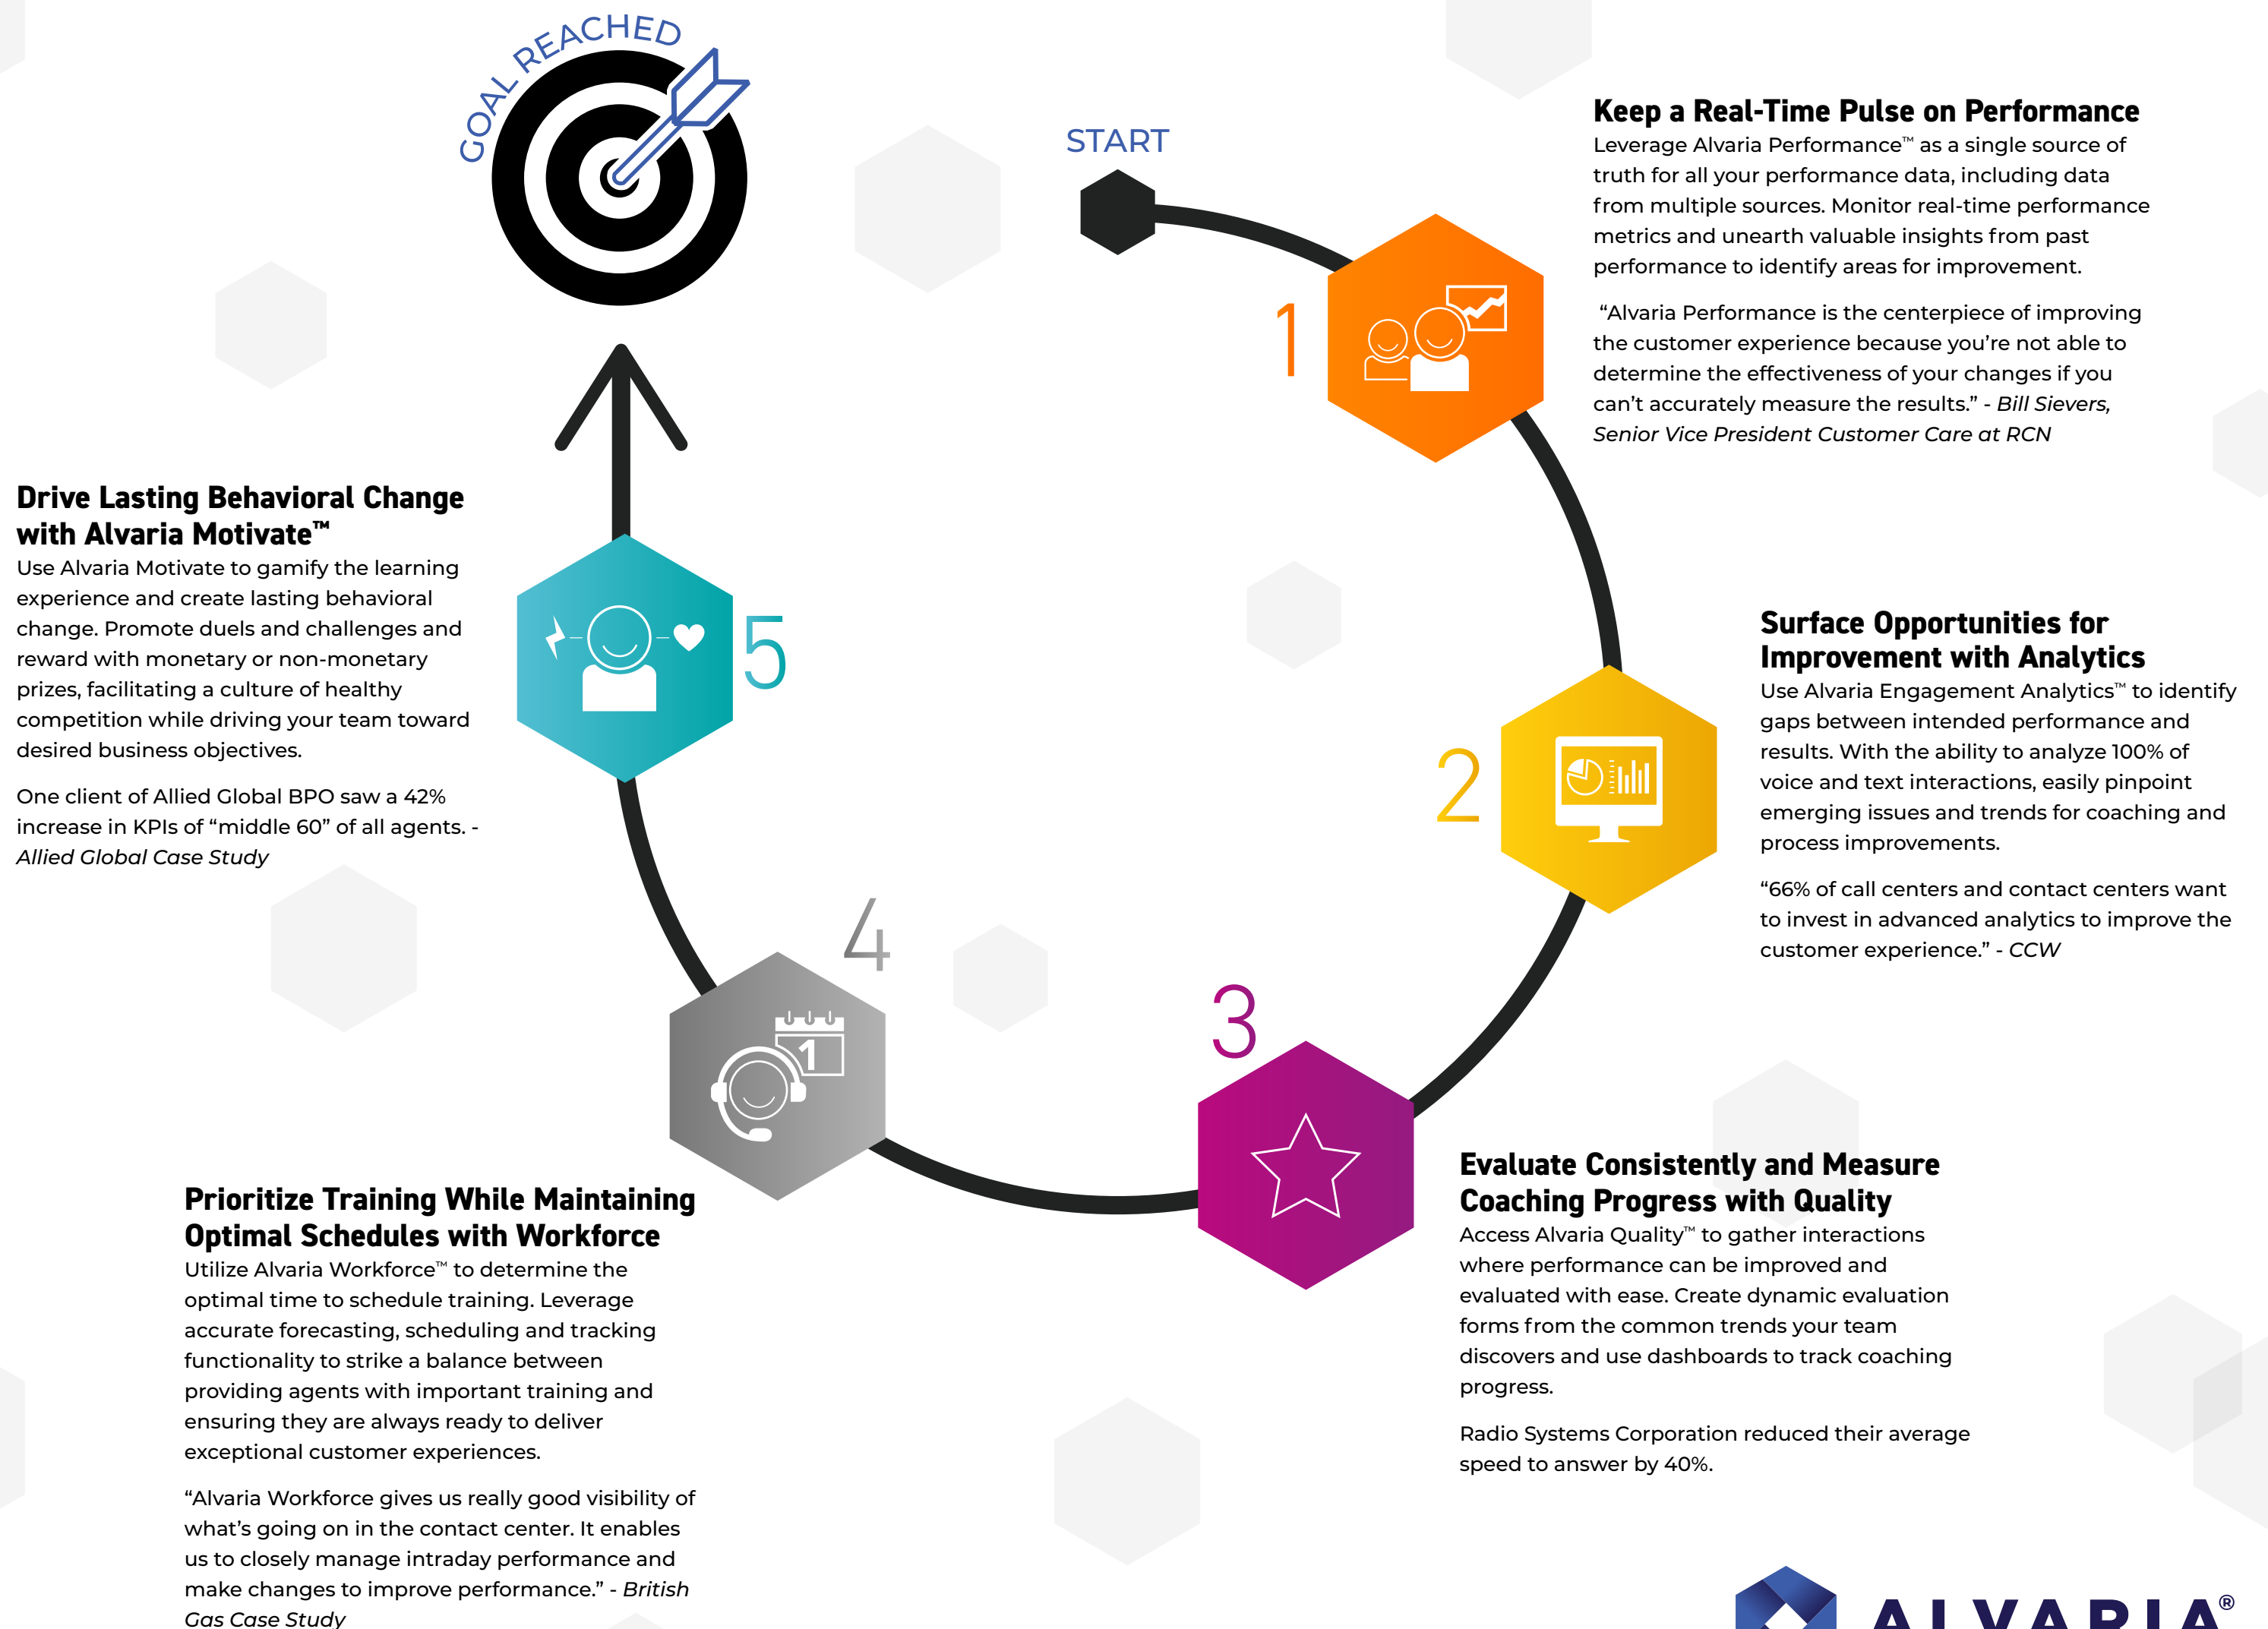 GOAL REACHED
START
1
Keep a Real-Time Pulse on Performance
Leverage Alvaria Performance™ as a single source of
truth for all your performance data, including data
from multiple sources. Monitor real-time performance
metrics and unearth valuable insights from past
performance to identify areas for improvement.
“Alvaria Performance is the centerpiece of improving
the customer experience because you’re not able to
determine the effectiveness of your changes if you
can’t accurately measure the results.” - Bill Sievers,
Senior Vice President Customer Care at RCN
2
Surface Opportunities for
Improvement with Analytics
Use Alvaria Engagement Analytics™ to identify
gaps between intended performance and
results. With the ability to analyze 100% of
voice and text interactions, easily pinpoint
emerging issues and trends for coaching and
process improvements.
“66% of call centers and contact centers want
to invest in advanced analytics to improve the
customer experience.” - CCW
3
Evaluate Consistently and Measure
Coaching Progress with Quality
Access Alvaria Quality™ to gather interactions
where performance can be improved and
evaluated with ease. Create dynamic evaluation
forms from the common trends your team
discovers and use dashboards to track coaching
progress.
Radio Systems Corporation reduced their average
speed to answer by 40%.
4
1
Prioritize Training While Maintaining
Optimal Schedules with Workforce
Utilize Alvaria Workforce™ to determine the
optimal time to schedule training. Leverage
accurate forecasting, scheduling and tracking
functionality to strike a balance between
providing agents with important training and
ensuring they are always ready to deliver
exceptional customer experiences.
“Alvaria Workforce gives us really good visibility of
what’s going on in the contact center. It enables
us to closely manage intraday performance and
make changes to improve performance.” - British
Gas Case Study
5
Drive Lasting Behavioral Change
with Alvaria Motivate™
Use Alvaria Motivate to gamify the learning
experience and create lasting behavioral
change. Promote duels and challenges and
reward with monetary or non-monetary
prizes, facilitating a culture of healthy
competition while driving your team toward
desired business objectives.
One client of Allied Global BPO saw a 42%
increase in KPIs of “middle 60” of all agents. -
Allied Global Case Study
ALVARIA®